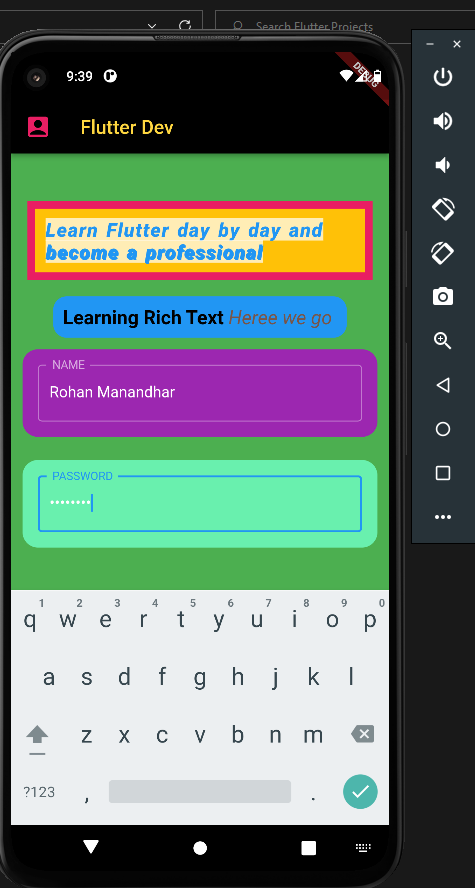 Search Flutter Projects
9:39
DEBUG
Flutter Dev
Learn Flutter day by day and
become a professional
Learning Rich Text Heree we go
NAME
Rohan Manandhar
PASSWORD
••••••••
1 2 3 4 5 6 7 8 9 0
q w e r t y u i o p
a s d f g h j k l
z x c v b n m
?123 , .